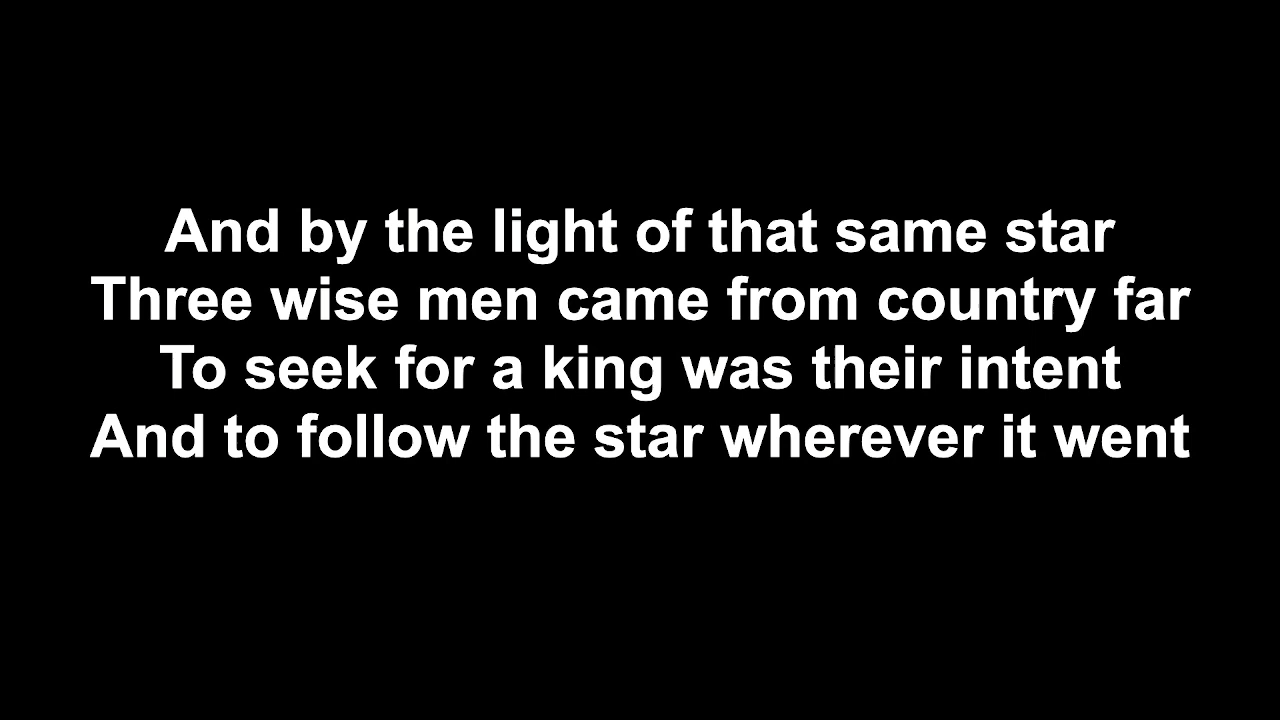 And by the light of that same star
Three wise men came from country far
To seek for a king was their intent
And to follow the star wherever it went